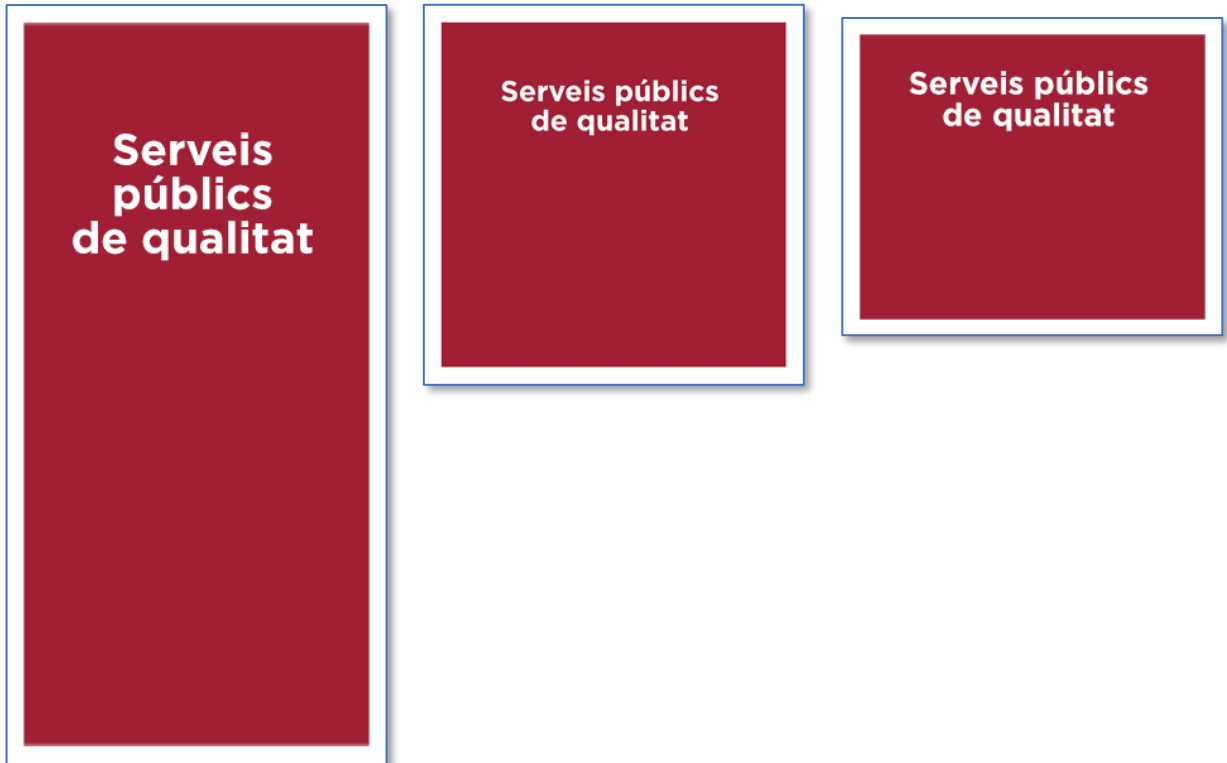 Serveis
públics
de qualitat
Serveis públics
de qualitat
Serveis públics
de qualitat